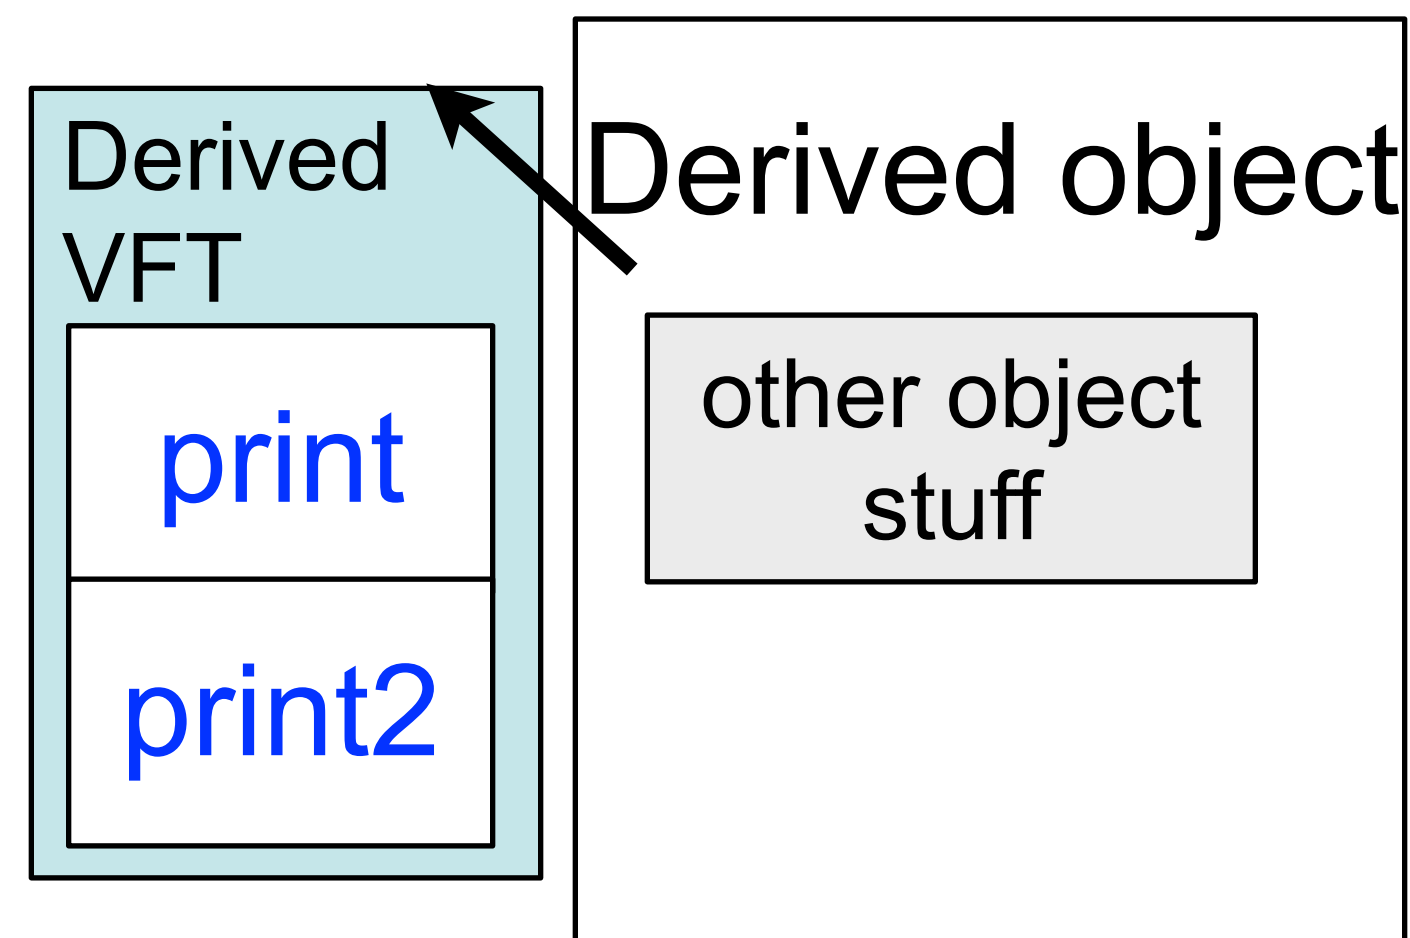 Derived
VFT
print
print2
Derived object
other object
stuff